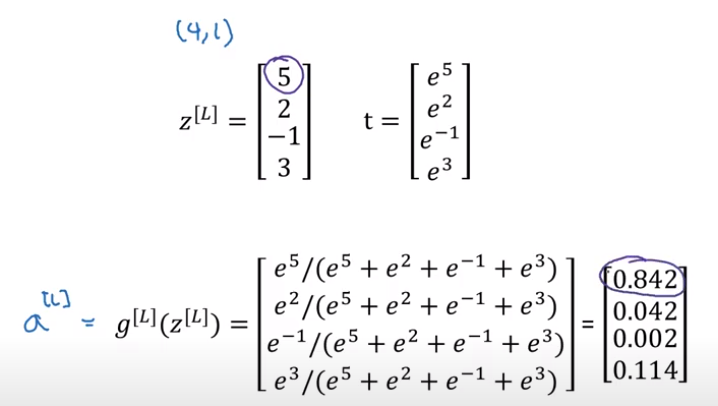 (4,1)
z^[L] = [5 2 −1 3] t = [e^5 e^2 e^−1 e^3]
a^[L] = g^[L](z^[L]) = [e^5/(e^5 + e^2 + e^−1 + e^3)
e^2/(e^5 + e^2 + e^−1 + e^3)
e^−1/(e^5 + e^2 + e^−1 + e^3)
e^3/(e^5 + e^2 + e^−1 + e^3)] = [0.842
0.042
0.002
0.114]